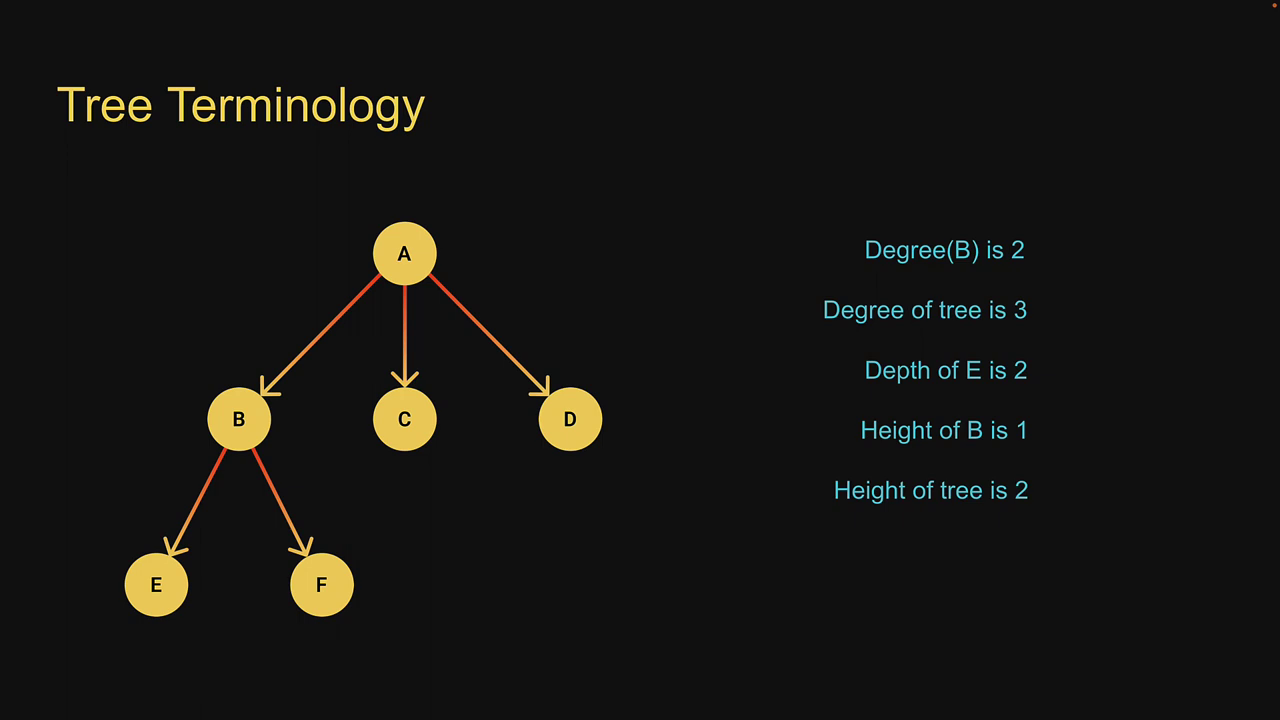 Tree Terminology
A
B
C
D
E
F
Degree(B) is 2
Degree of tree is 3
Depth of E is 2
Height of B is 1
Height of tree is 2